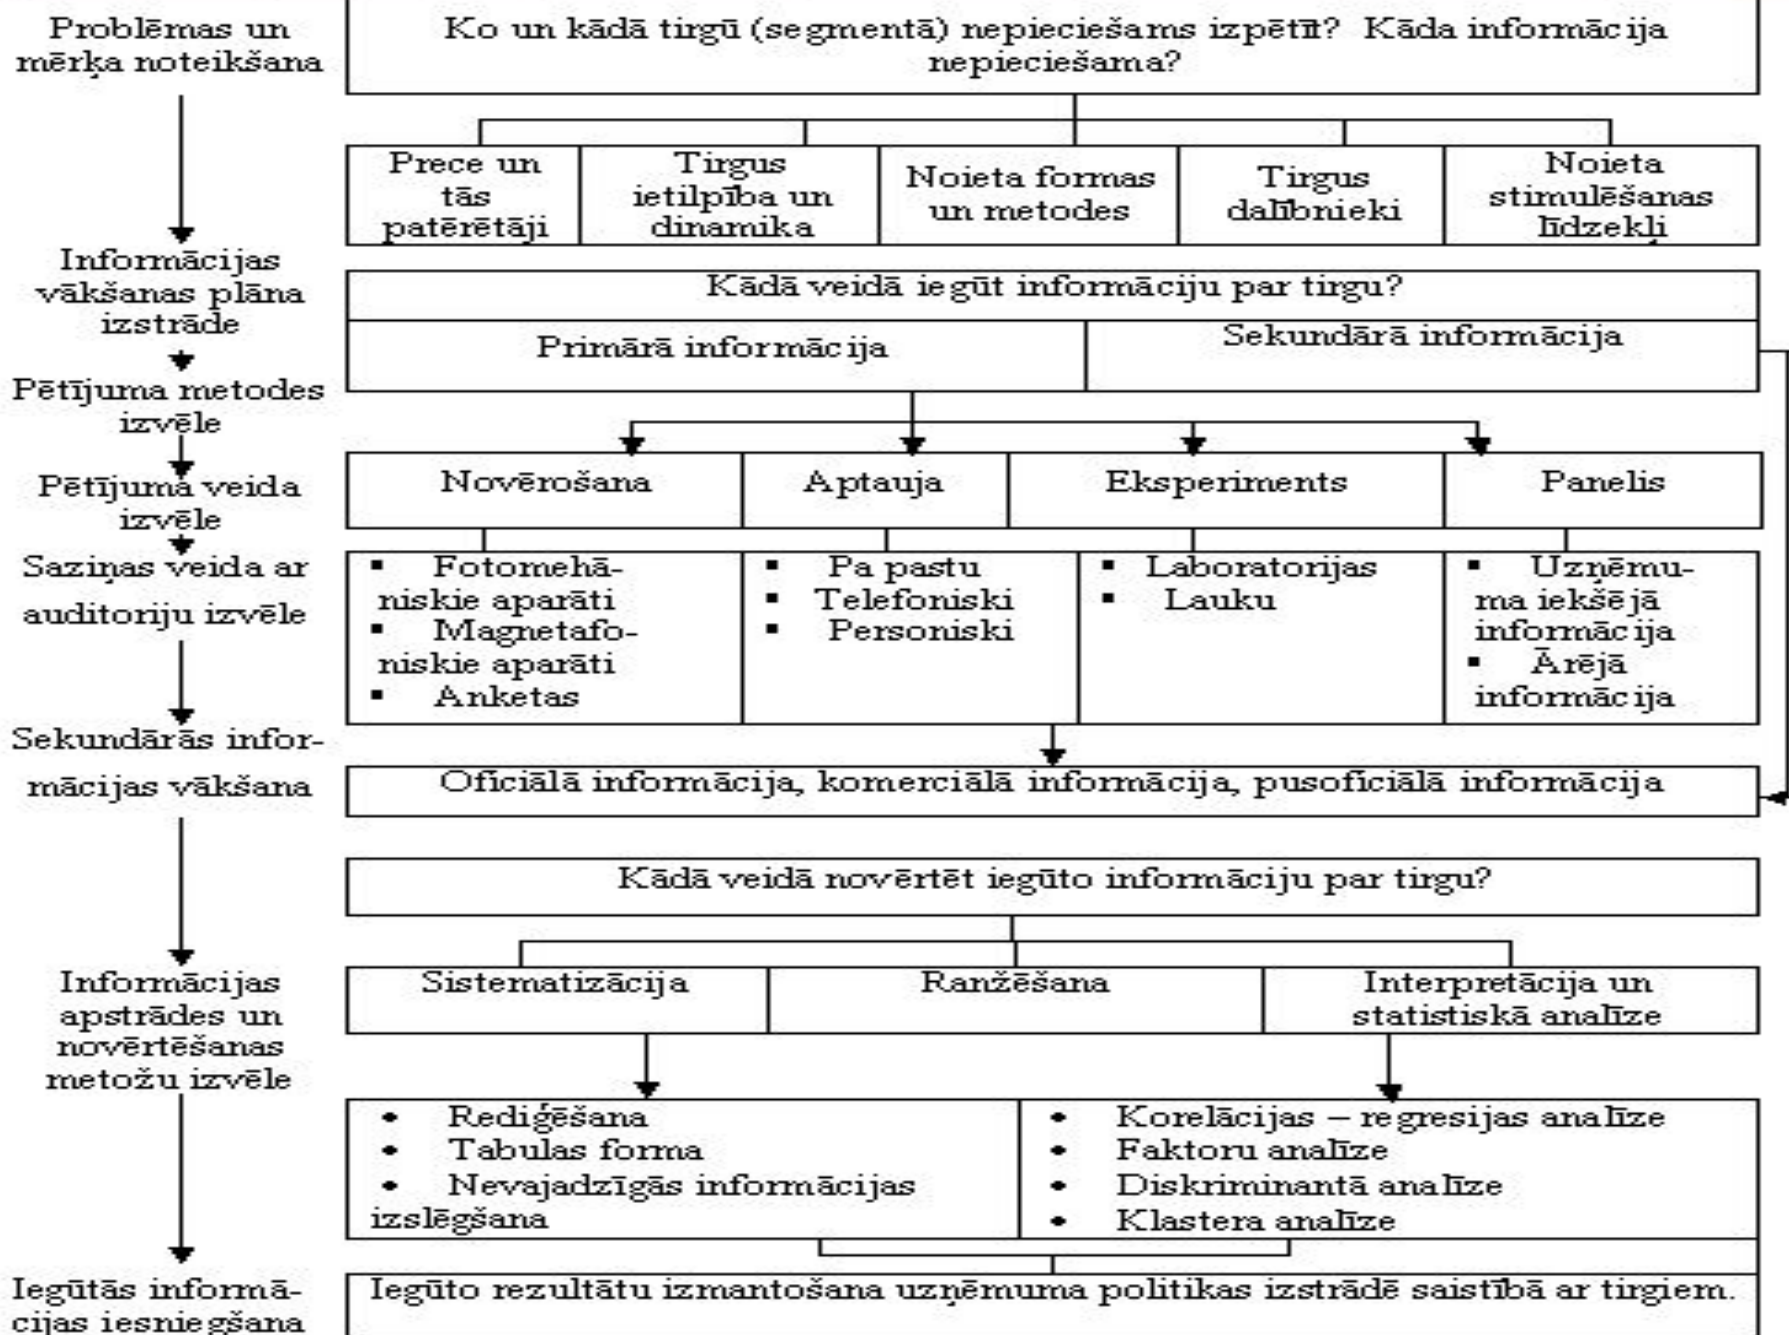 Problēmas un
mērķa noteikšana
Ko un kādā tirgū (segmentā) nepieciešams izpētīt? Kāda informācija
nepieciešama?
Prece un
tās
patērētāji
Tirgus
ietilpība un
dinamika
Noieta formas
un metodes
Tirgus
dalībnieki
Noieta
stimulēšanas
līdzekļi
Informācijas
vākšanas plāna
izstrāde
Kādā veidā iegūt informāciju par tirgu?
Primārā informācija
Sekundārā informācija
Pētījuma metodes
izvēle
Pētījuma veida
izvēle
Novērošana
Aptauja
Eksperiments
Panelis
Saziņas veida ar
auditoriju izvēle
▪ Fotomehā-
niskie aparāti
▪ Magnetafo-
niskie aparāti
▪ Anketas
▪ Pa pastu
▪ Telefoniski
▪ Personiski
▪ Laboratorijas
▪ Lauku
▪ Uzņēmu-
ma iekšējā
informācija
▪ Ārējā
informācija
Sekundārās infor-
mācijas vākšana
Oficiālā informācija, komerciālā informācija, pusoficiālā informācija
Kādā veidā novērtēt iegūto informāciju par tirgu?
Informācijas
apstrādes un
novērtēšanas
metožu izvēle
Sistematizācija
Ranžēšana
Interpretācija un
statistiskā analīze
• Rediģēšana
• Tabulas forma
• Nevajadzīgās informācijas
izslēgšana
• Korelācijas – regresijas analīze
• Faktoru analīze
• Diskriminantā analīze
• Klastera analīze
Iegūtās informā-
cijas iesniegšana
Iegūto rezultātu izmantošana uzņēmuma politikas izstrādē saistībā ar tirgiem.